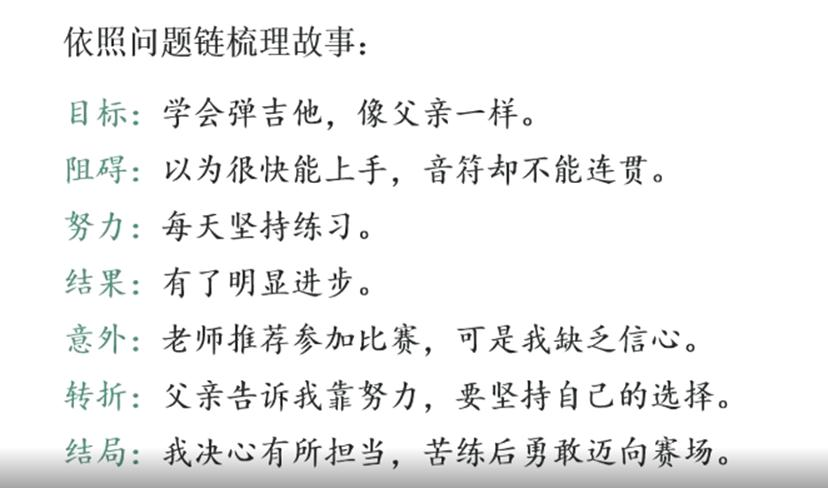 依照问题链梳理故事：
目标：学会弹吉他，像父亲一样。
阻碍：以为很快能上手，音符却不能连贯。
努力：每天坚持练习。
结果：有了明显进步。
意外：老师推荐参加比赛，可是我缺乏信心。
转折：父亲告诉我靠努力，要坚持自己的选择。
结局：我决心有所担当，苦练后勇敢迈向赛场。